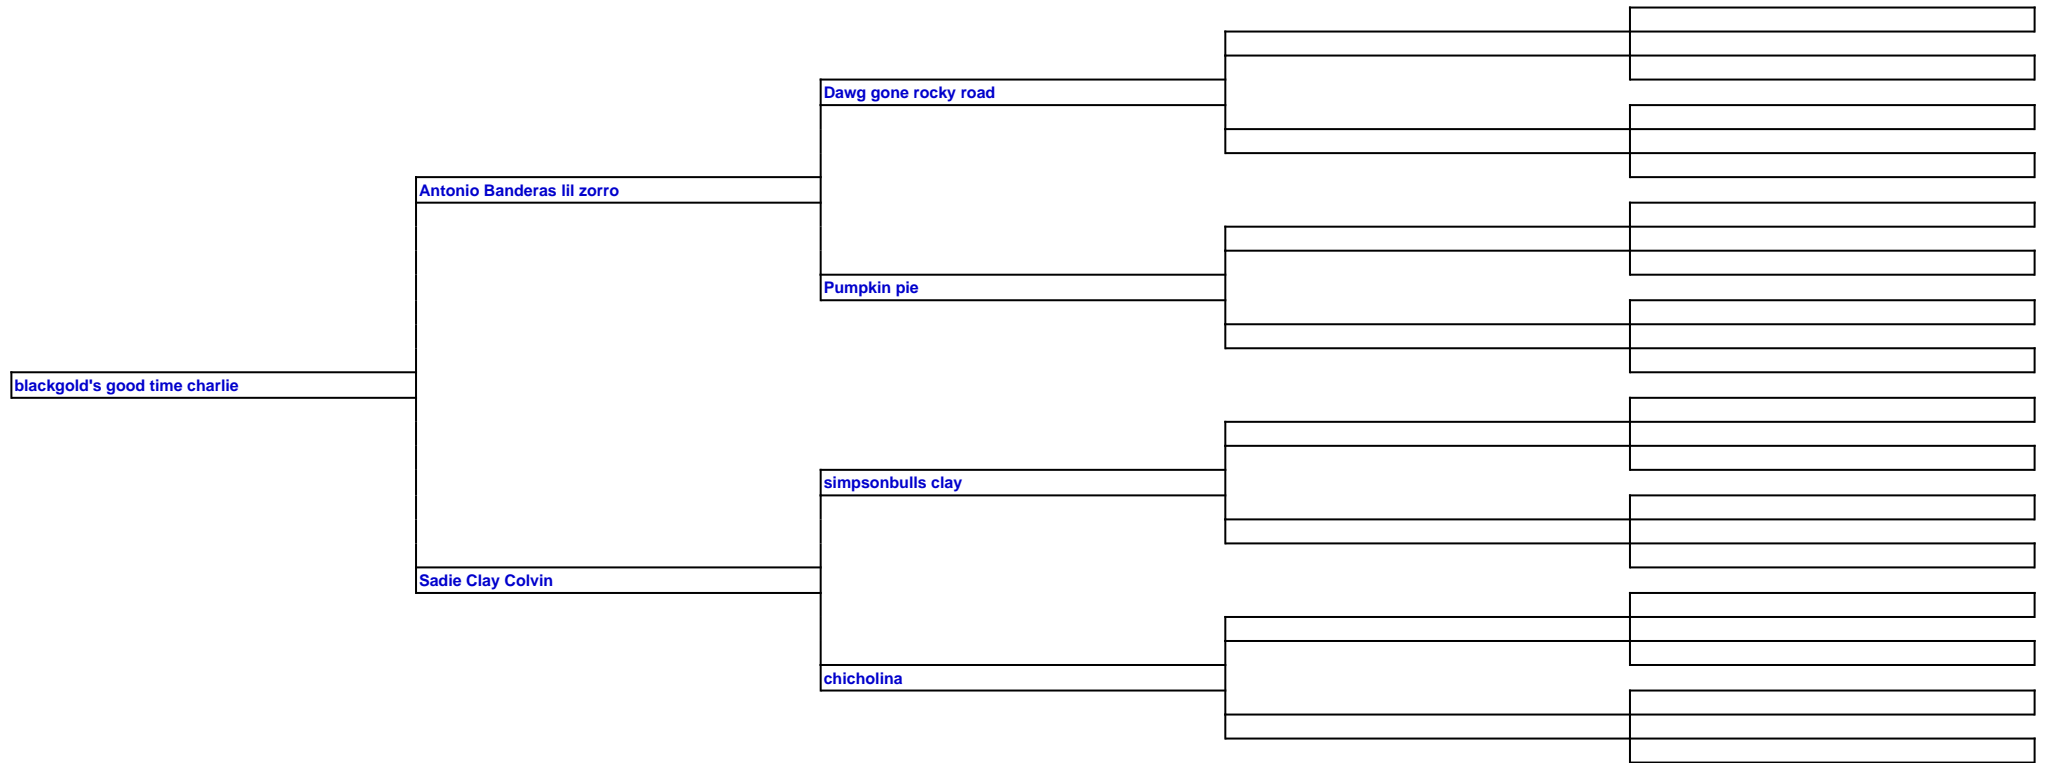 Dawg gone rocky road
Antonio Banderas lil zorro
Pumpkin pie
blackgold's good time charlie
simpsonbulls clay
Sadie Clay Colvin
chicholina